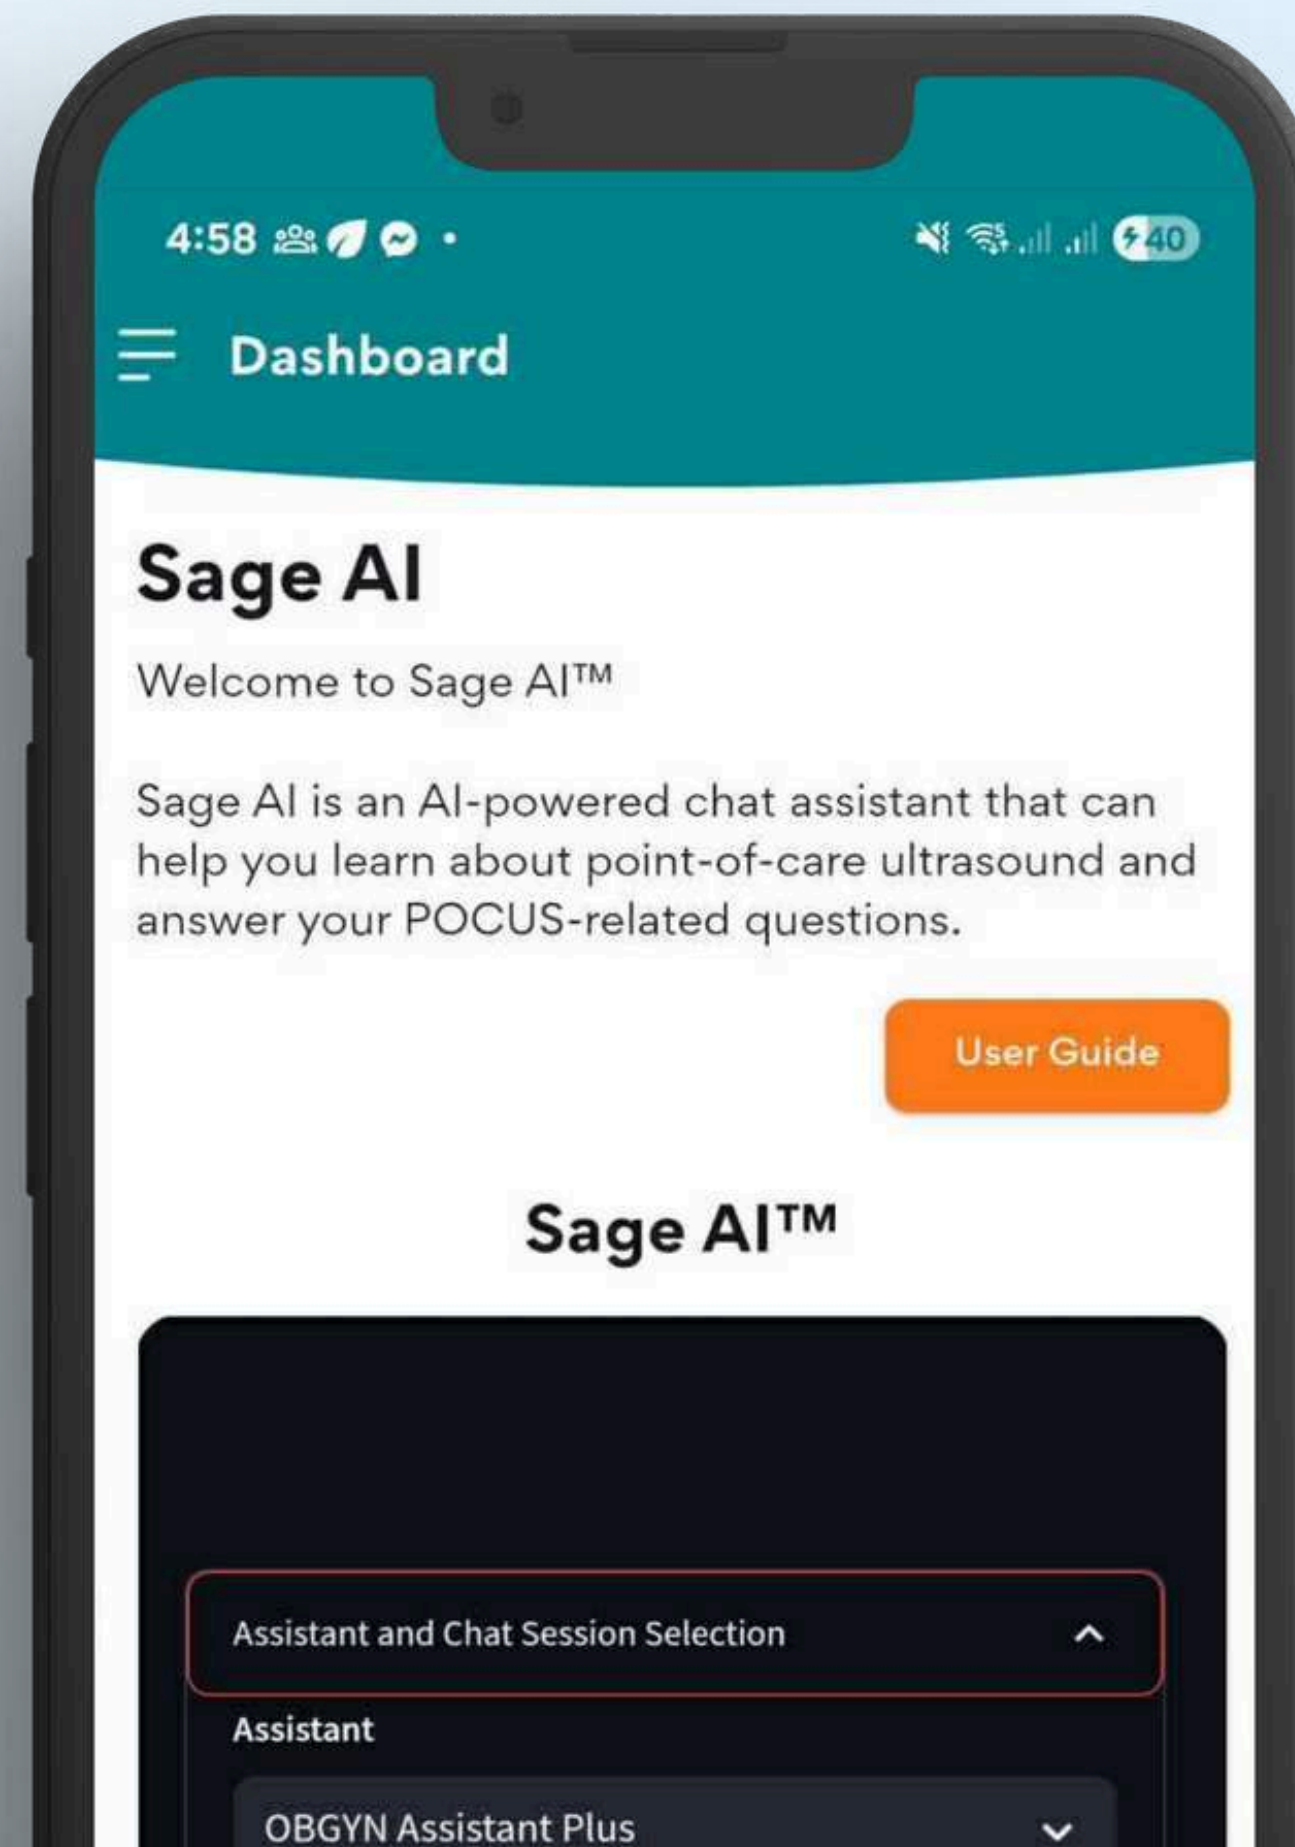 4:58
40
Dashboard
Sage AI
Welcome to Sage AI™
Sage AI is an AI-powered chat assistant that can
help you learn about point-of-care ultrasound and
answer your POCUS-related questions.
User Guide
Sage AI™
Assistant and Chat Session Selection
Assistant
OBGYN Assistant Plus